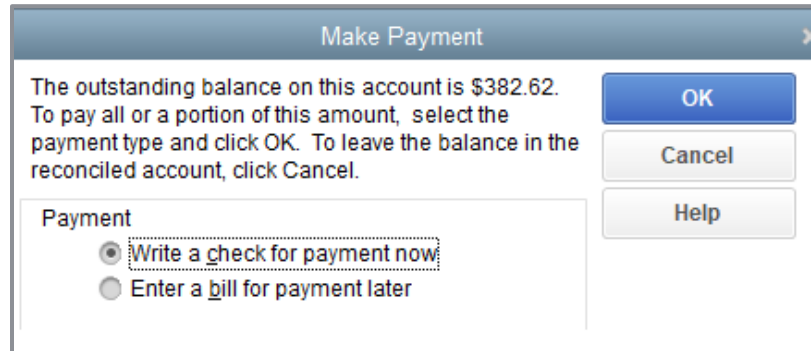 Make Payment
The outstanding balance on this account is $382.62.
To pay all or a portion of this amount, select the
payment type and click OK. To leave the balance in the
reconciled account, click Cancel.
OK
Cancel
Help
Payment
Write a check for payment now
Enter a bill for payment later